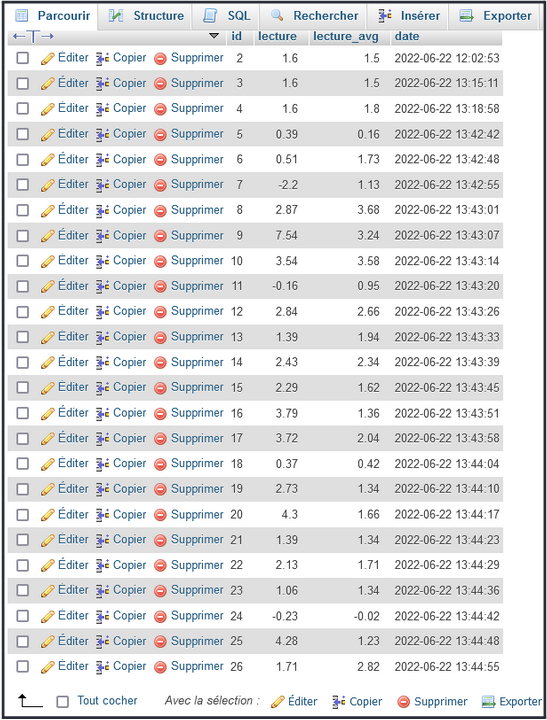 Parcourir Structure SQL Rechercher Insérer Exporter
←T→ id lecture lecture_avg date
Éditer Copier Supprimer 2 1.6 1.5 2022-06-22 12:02:53
Éditer Copier Supprimer 3 1.6 1.5 2022-06-22 13:15:11
Éditer Copier Supprimer 4 1.6 1.8 2022-06-22 13:18:58
Éditer Copier Supprimer 5 0.39 0.16 2022-06-22 13:42:42
Éditer Copier Supprimer 6 0.51 1.73 2022-06-22 13:42:48
Éditer Copier Supprimer 7 -2.2 1.13 2022-06-22 13:42:55
Éditer Copier Supprimer 8 2.87 3.68 2022-06-22 13:43:01
Éditer Copier Supprimer 9 7.54 3.24 2022-06-22 13:43:07
Éditer Copier Supprimer 10 3.54 3.58 2022-06-22 13:43:14
Éditer Copier Supprimer 11 -0.16 0.95 2022-06-22 13:43:20
Éditer Copier Supprimer 12 2.84 2.66 2022-06-22 13:43:26
Éditer Copier Supprimer 13 1.39 1.94 2022-06-22 13:43:33
Éditer Copier Supprimer 14 2.43 2.34 2022-06-22 13:43:39
Éditer Copier Supprimer 15 2.29 1.62 2022-06-22 13:43:45
Éditer Copier Supprimer 16 3.79 1.36 2022-06-22 13:43:51
Éditer Copier Supprimer 17 3.72 2.04 2022-06-22 13:43:58
Éditer Copier Supprimer 18 0.37 0.42 2022-06-22 13:44:04
Éditer Copier Supprimer 19 2.73 1.34 2022-06-22 13:44:10
Éditer Copier Supprimer 20 4.3 1.66 2022-06-22 13:44:17
Éditer Copier Supprimer 21 1.39 1.34 2022-06-22 13:44:23
Éditer Copier Supprimer 22 2.13 1.71 2022-06-22 13:44:29
Éditer Copier Supprimer 23 1.06 1.34 2022-06-22 13:44:36
Éditer Copier Supprimer 24 -0.23 -0.02 2022-06-22 13:44:42
Éditer Copier Supprimer 25 4.28 1.23 2022-06-22 13:44:48
Éditer Copier Supprimer 26 1.71 2.82 2022-06-22 13:44:55
Tout cocher Avec la sélection : Éditer Copier Supprimer Exporter